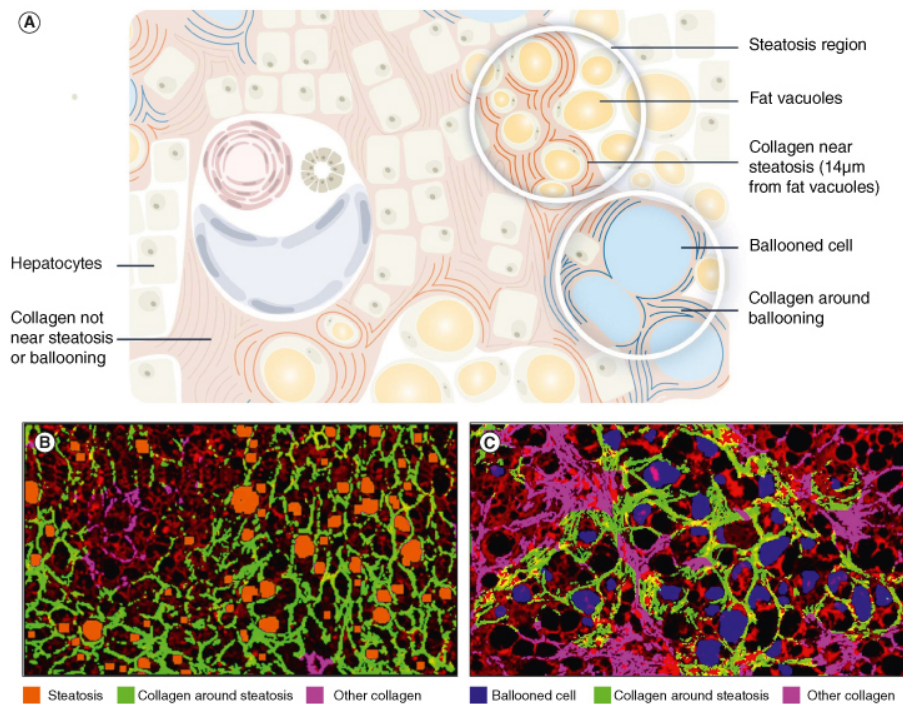 A
Steatosis region
Fat vacuoles
Collagen near
steatosis (14µm
from fat vacuoles)
Ballooned cell
Collagen around
ballooning
Hepatocytes
Collagen not
near steatosis
or ballooning
B
C
Steatosis Collagen around steatosis Other collagen
Ballooned cell Collagen around steatosis Other collagen